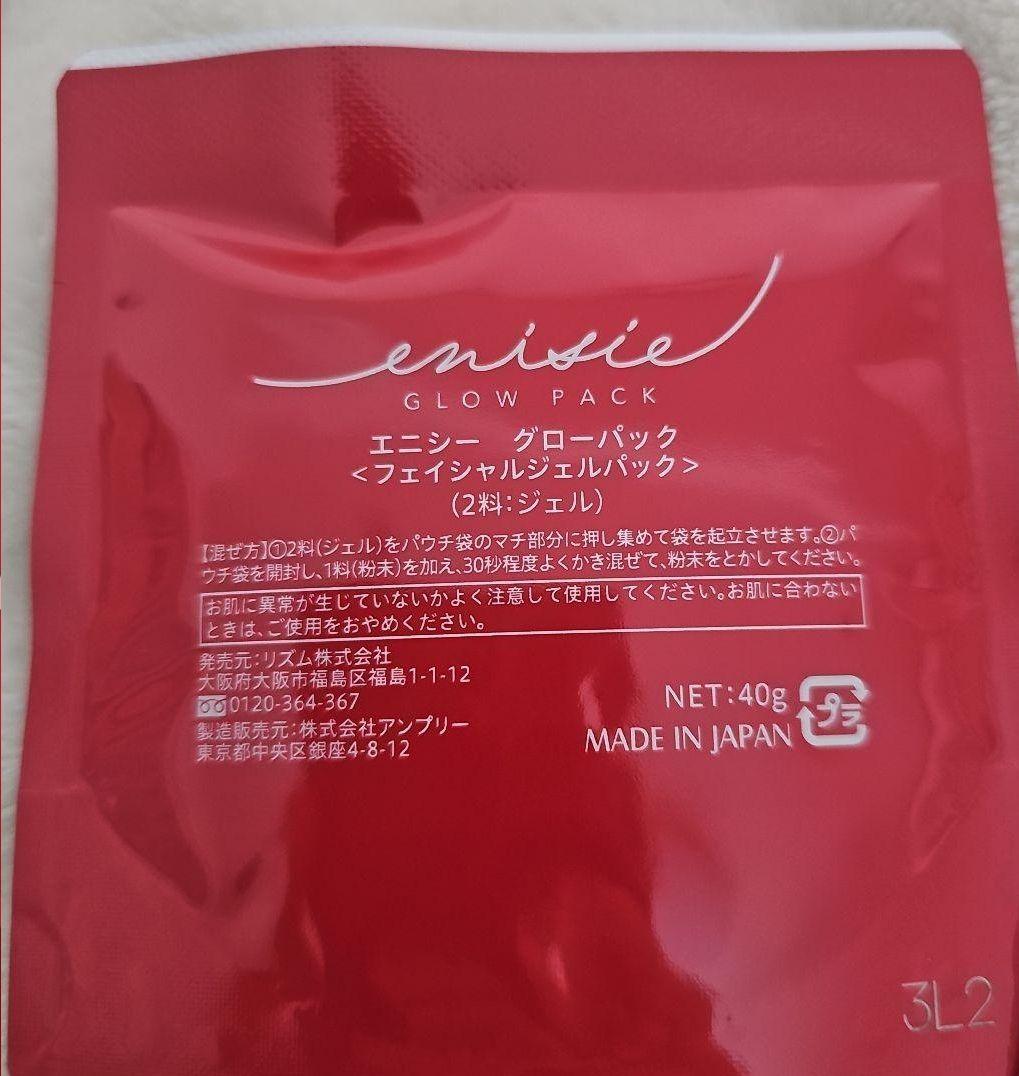 enisie
GLOW PACK
エニシー グローパック
<フェイシャルジェルパック>
(2料:ジェル)
【混ぜ方】①2料(ジェル)をパウチ袋のマチ部分に押し集めて袋を起立させます。②パ
ウチ袋を開封し、1料(粉末)を加え、30秒程度よくかき混ぜて、粉末をとかしてください。
お肌に異常が生じていないかよく注意して使用してください。お肌に合わない
ときは、ご使用をおやめください。
発売元:リズム株式会社
大阪府大阪市福島区福島1-1-12
0120-364-367
製造販売元:株式会社アンプリー
東京都中央区銀座4-8-12
NET:40g プラ
MADE IN JAPAN
3L2